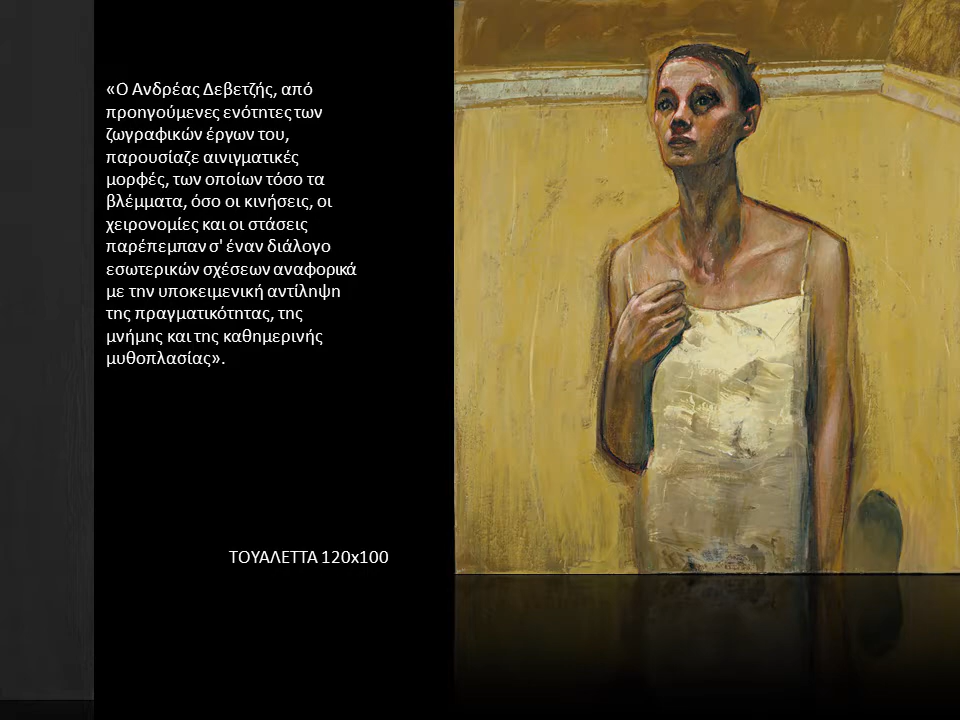 «Ο Ανδρέας Δεβετζής, από
προηγούμενες ενότητες των
ζωγραφικών έργων του,
παρουσίαζε αινιγματικές
μορφές, των οποίων τόσο τα
βλέμματα, όσο οι κινήσεις, οι
χειρονομίες και οι στάσεις
παρέπεμπαν σ' έναν διάλογο
εσωτερικών σχέσεων αναφορικά
με την υποκειμενική αντίληψη
της πραγματικότητας, της
μνήμης και της καθημερινής
μυθοπλασίας».
ΤΟΥΑΛΕΤΤΑ 120x100